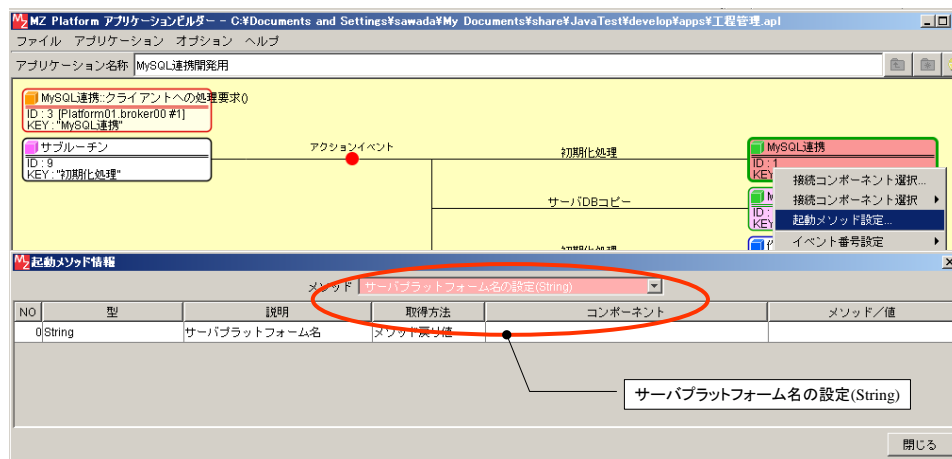 MZ Platform アプリケーションビルダー - C:¥Documents and Settings¥sawada¥My Documents¥share¥JavaTest¥develop¥apps¥工程管理.apl
ファイル アプリケーション オプション ヘルプ
アプリケーション名称 MySQL連携開発用
MySQL連携::クライアントへの処理要求()
ID : 3 [Platform01.broker00 #1]
KEY : "MySQL連携"
サブルーチン
ID : 9
KEY : "初期化処理"
アクションイベント
初期化処理
MySQL連携
ID : 1
KEY
接続コンポーネント選択...
接続コンポーネント選択
起動メソッド設定...
イベント番号設定
サーバDBコピー
ID :
KEY
初期化処理
起動メソッド情報
メソッド サーバプラットフォーム名の設定(String)
NO 型 説明 取得方法 コンポーネント メソッド／値
0 String サーバプラットフォーム名 メソッド戻り値
サーバプラットフォーム名の設定(String)
閉じる